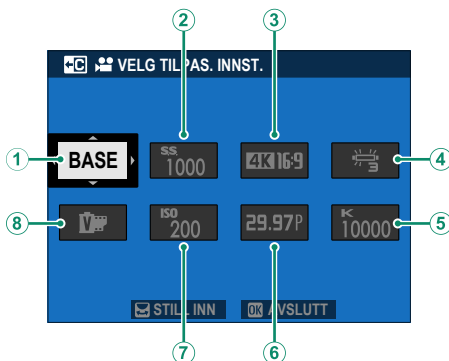 2 3
C VELG TILPAS. INNST.
1 BASE S.S. 1000 4K 16:9 3 4
8 V ISO 200 29.97P K 10000 5
STILL INN OK AVSLUTT
7 6